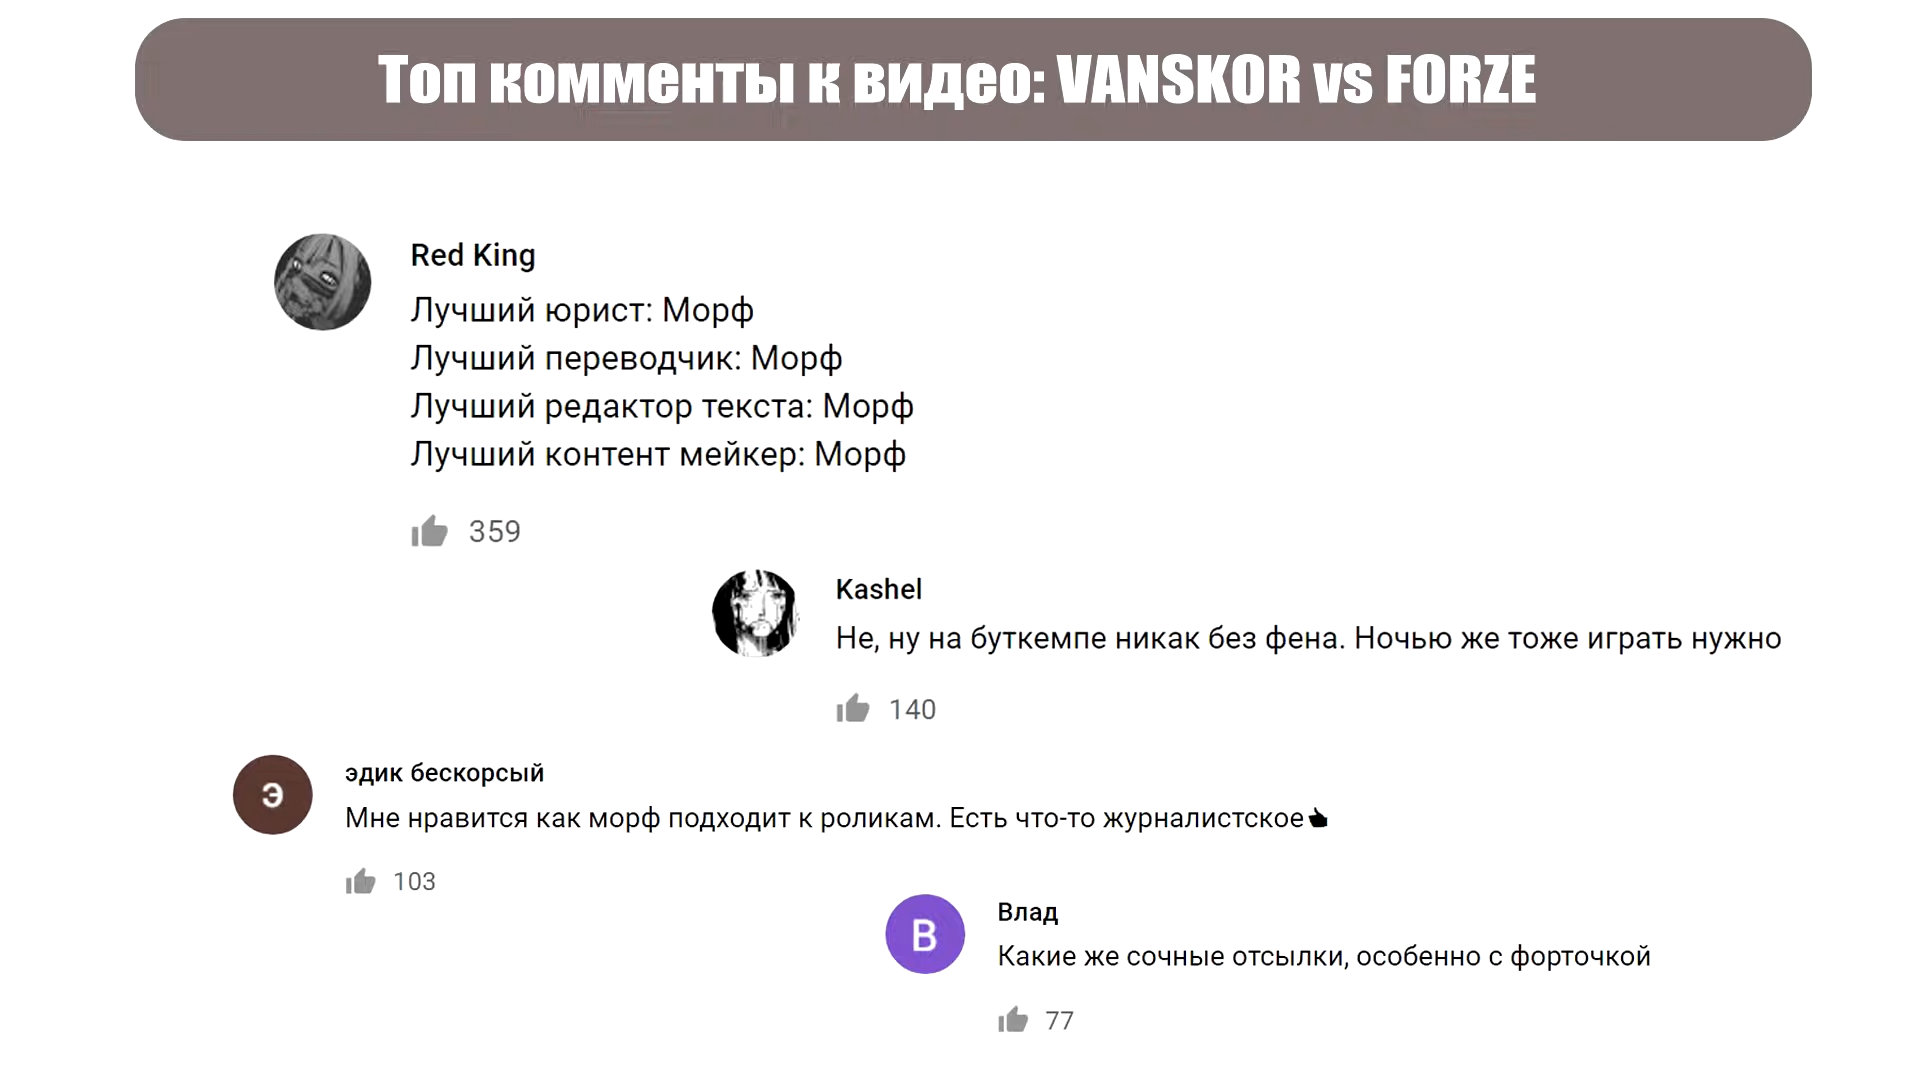 Топ комменты к видео: VANSKOR vs FORZE
Red King
Лучший юрист: Морф
Лучший переводчик: Морф
Лучший редактор текста: Морф
Лучший контент мейкер: Морф
359
Kashel
Не, ну на буткемпе никак без фена. Ночью же тоже играть нужно
140
Э
эдик бескорсый
Мне нравится как морф подходит к роликам. Есть что-то журналистское
103
В
Влад
Какие же сочные отсылки, особенно с форточкой
77